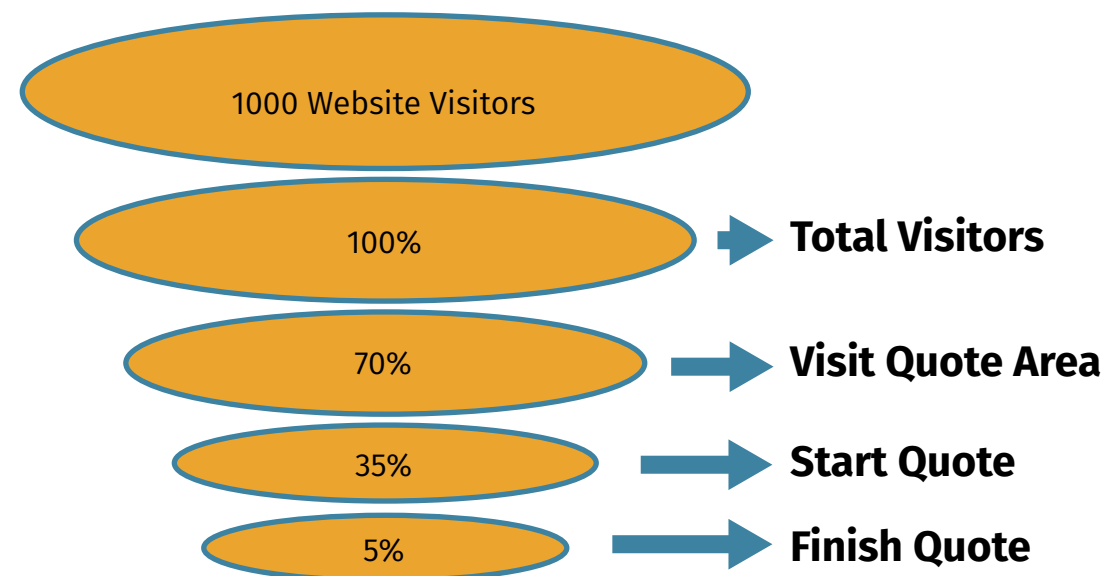 1000 Website Visitors
100%
Total Visitors
70%
Visit Quote Area
35%
Start Quote
5%
Finish Quote